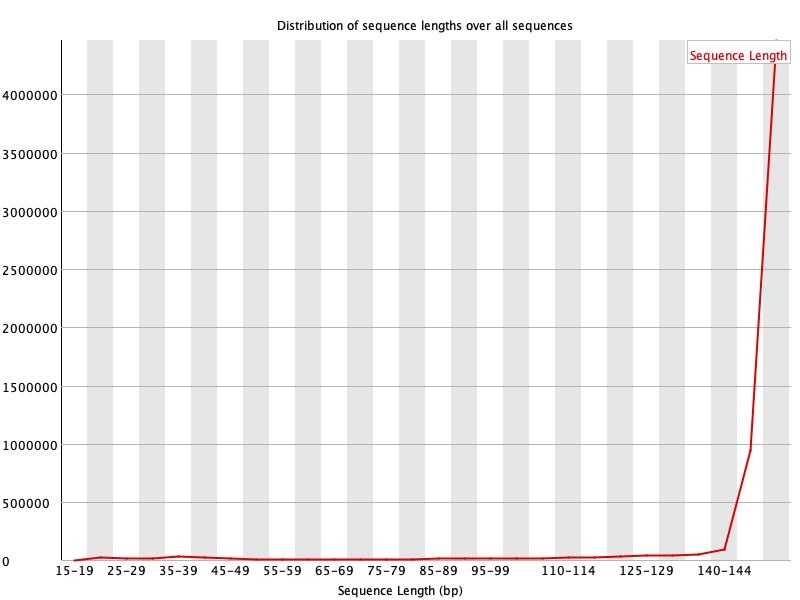 Distribution of sequence lengths over all sequences
Sequence Length
4000000
3500000
3000000
2500000
2000000
1500000
1000000
500000
0
15-19 25-29 35-39 45-49 55-59 65-69 75-79 85-89 95-99 110-114 125-129 140-144
Sequence Length (bp)